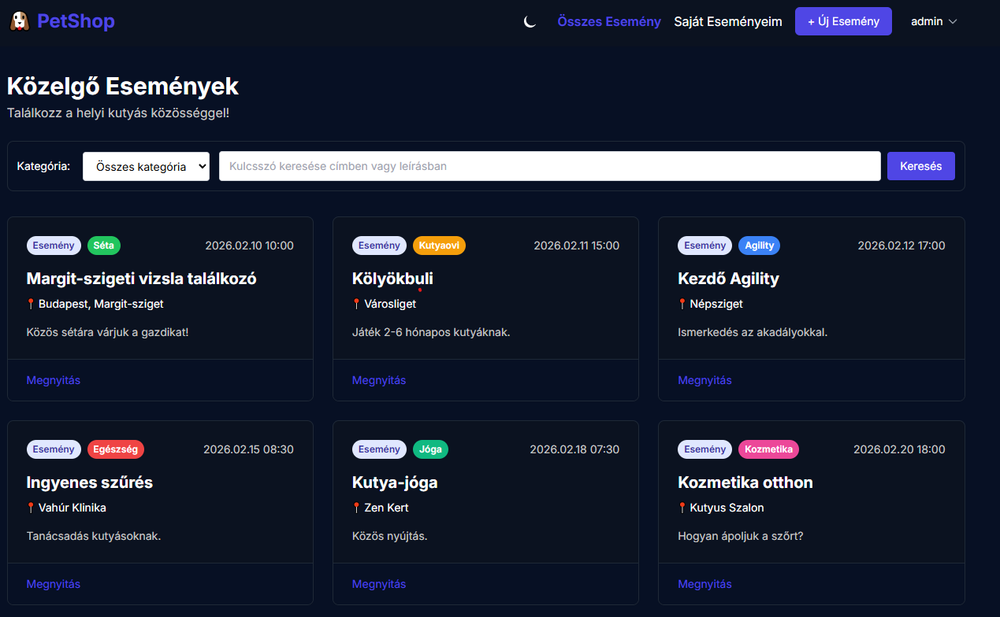 PetShop
Összes Esemény Saját Eseményeim + Új Esemény admin
Közelgő Események
Találkozz a helyi kutyás közösséggel!
Kategória: Összes kategória Kulcsszó keresése címben vagy leírásban Keresés
Esemény Séta 2026.02.10 10:00
Margit-szigeti vizsla találkozó
Budapest, Margit-sziget
Közös sétára várjuk a gazdikat!
Megnyitás
Esemény Kutyaovi 2026.02.11 15:00
Kölyökbuli
Városliget
Játék 2-6 hónapos kutyáknak.
Megnyitás
Esemény Agility 2026.02.12 17:00
Kezdő Agility
Népsziget
Ismerkedés az akadályokkal.
Megnyitás
Esemény Egészség 2026.02.15 08:30
Ingyenes szűrés
Vahúr Klinika
Tanácsadás kutyásoknak.
Megnyitás
Esemény Jóga 2026.02.18 07:30
Kutya-jóga
Zen Kert
Közös nyújtás.
Megnyitás
Esemény Kozmetika 2026.02.20 18:00
Kozmetika otthon
Kutyus Szalon
Hogyan ápoljuk a szőrt?
Megnyitás